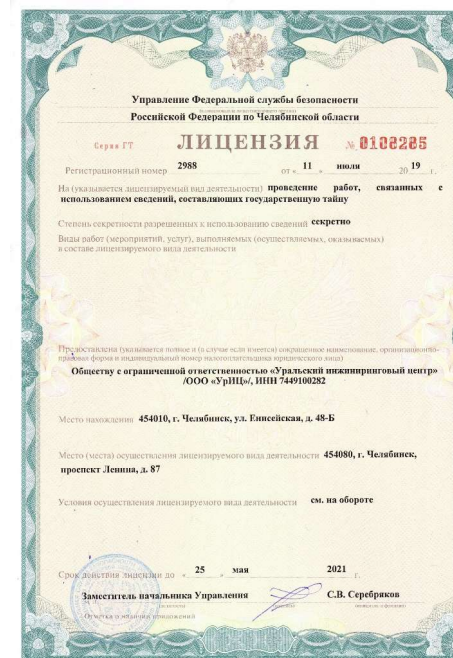 Управление Федеральной службы безопасности
Российской Федерации по Челябинской области
Серия ГТ ЛИЦЕНЗИЯ № 0108285
Регистрационный номер 2988 от « 11 июля 2019 г.
На (указывается лицензируемый вид деятельности) проведение работ, связанных с
использованием сведений, составляющих государственную тайну
Степень секретности разрешенных к использованию сведений секретно
Виды работ (мероприятий, услуг), выполняемых (осуществляемых, оказываемых)
в составе лицензируемого вида деятельности
Предоставлена (указывается полное и (в случае если имеется) сокращенное наименование, организационно-
правовая форма и индивидуальный номер налогоплательщика юридического лица)
Обществу с ограниченной ответственностью «Уральский инжиниринговый центр»
/ООО «УрИЦ»/, ИНН 7449100282
Место нахождения 454010, г. Челябинск, ул. Енисейская, д. 48-Б
Место (места) осуществления лицензируемого вида деятельности 454080, г. Челябинск,
проспект Ленина, д. 87
Условия осуществления лицензируемого вида деятельности см. на обороте
Срок действия лицензии до « 25 мая 2021 г.
Заместитель начальника Управления С.В. Серебряков
Отметка о наличии приложений